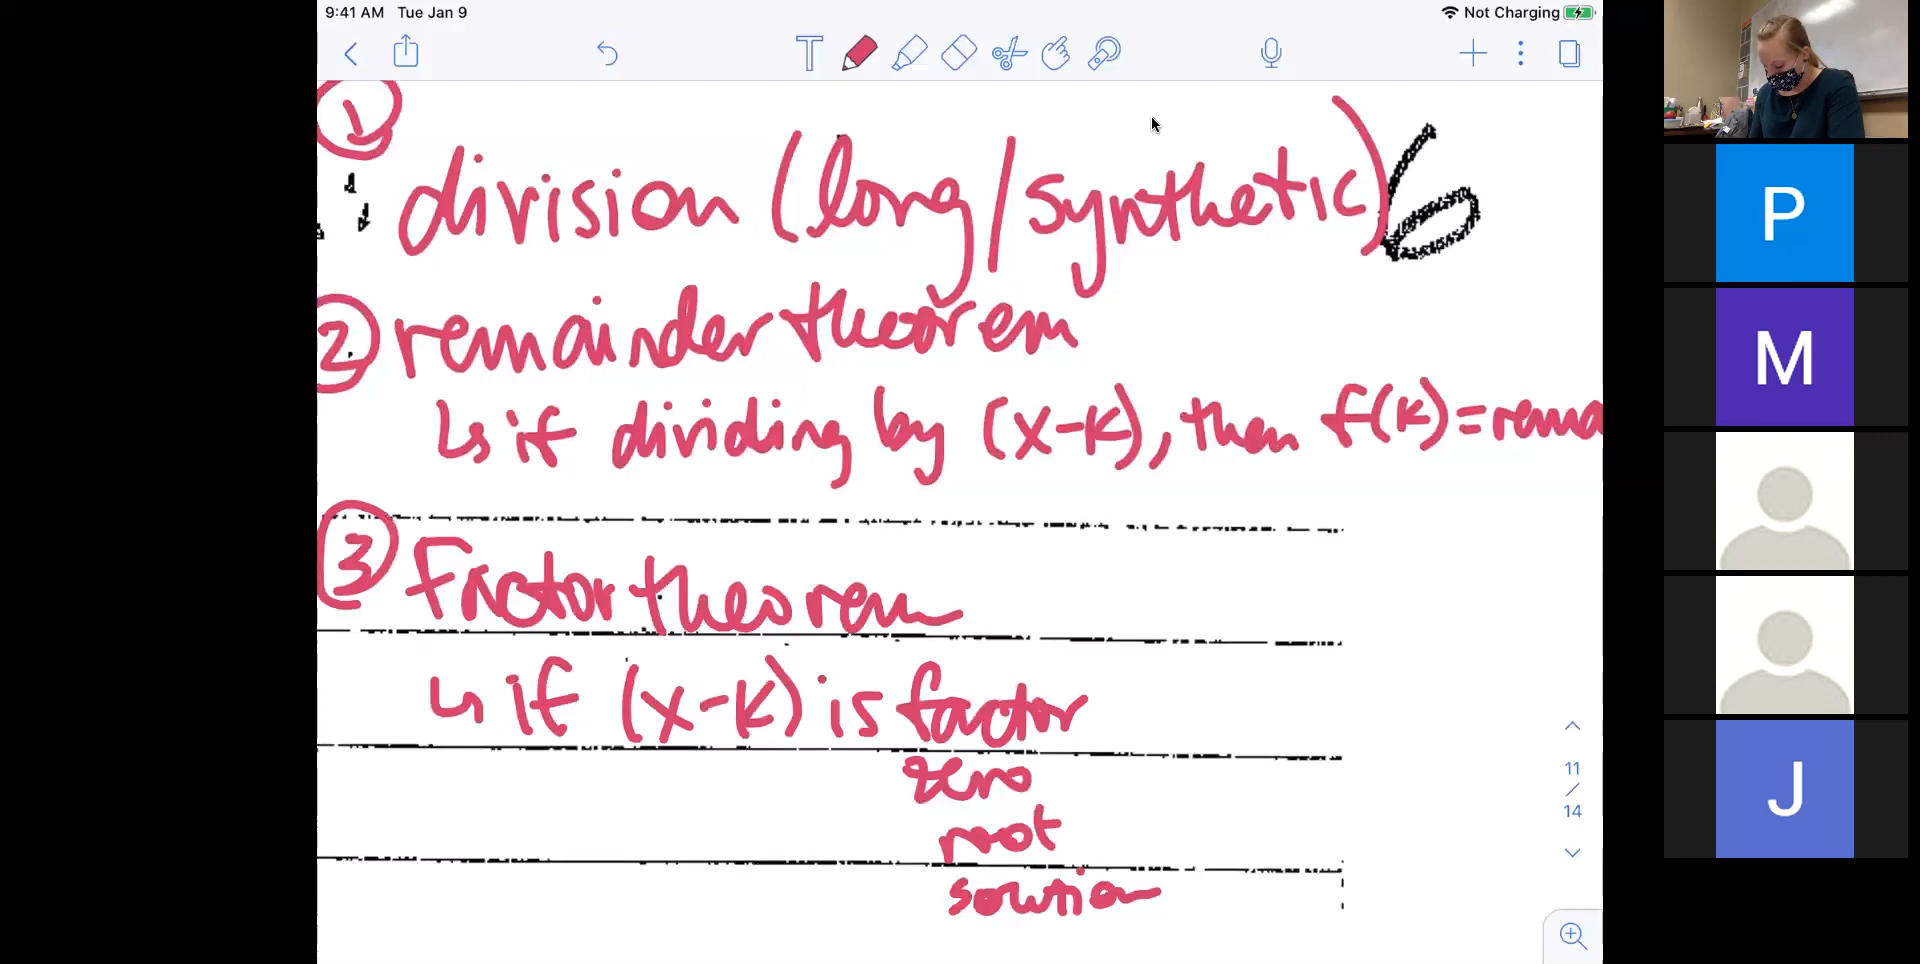 9:41 AM Tue Jan 9
Not Charging
1
division (long/synthetic) 6
2 remainder theorem
↳ if dividing by (x-k), then f(k)=rema
3 Factor theorem
↳ if (x-k) is factor
zero
root
solution
11
/
14
P
M
J